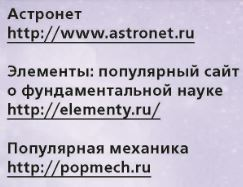 Астронет
http://www.astronet.ru
Элементы: популярный сайт
о фундаментальной науке
http://elementy.ru/
Популярная механика
http://popmech.ru